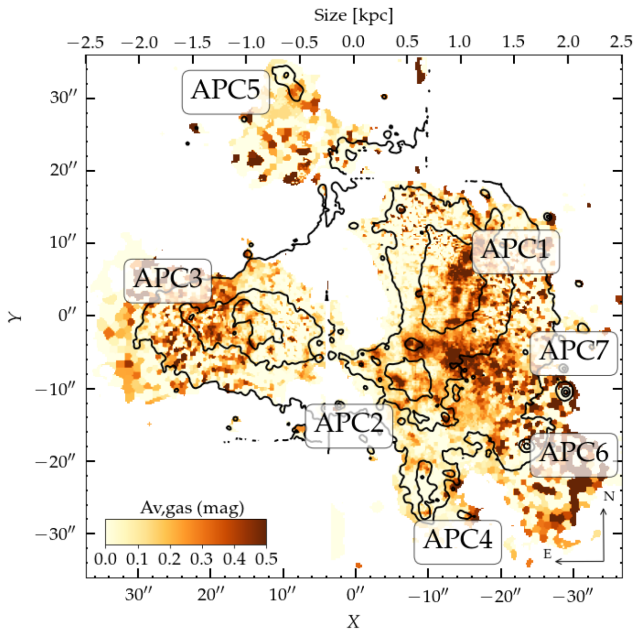 Size [kpc]
−2.5 −2.0 −1.5 −1.0 −0.5 0.0 0.5 1.0 1.5 2.0 2.5
30″
APC5
20″
10″
APC1
APC3
0″
Y
APC7
−10″
APC2
APC6
−20″
Av,gas (mag)
N
−30″
APC4
0.0 0.2 0.3 0.4 0.5
E
20″ 10″ 0″ −10″ −20″ −30″
X